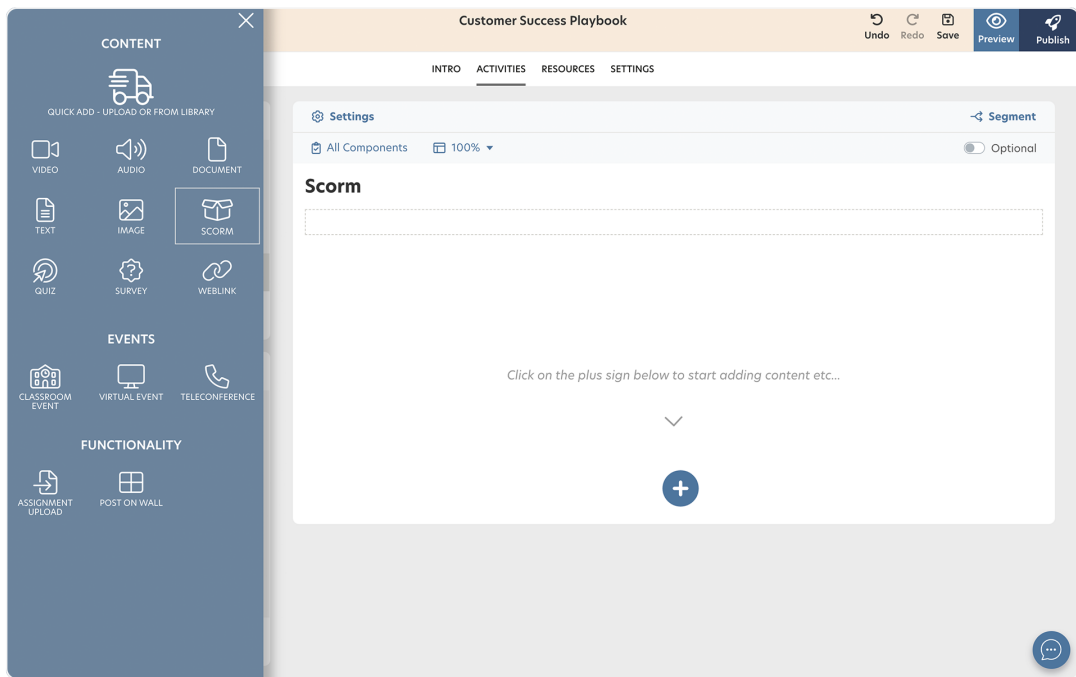 CONTENT
QUICK ADD - UPLOAD OR FROM LIBRARY
VIDEO
AUDIO
DOCUMENT
TEXT
IMAGE
SCORM
QUIZ
SURVEY
WEBLINK
EVENTS
CLASSROOM
EVENT
VIRTUAL EVENT
TELECONFERENCE
FUNCTIONALITY
ASSIGNMENT
UPLOAD
POST ON WALL
Customer Success Playbook
Undo
Redo
Save
Preview
Publish
INTRO
ACTIVITIES
RESOURCES
SETTINGS
Settings
Segment
All Components
100%
Optional
Scorm
Click on the plus sign below to start adding content etc...